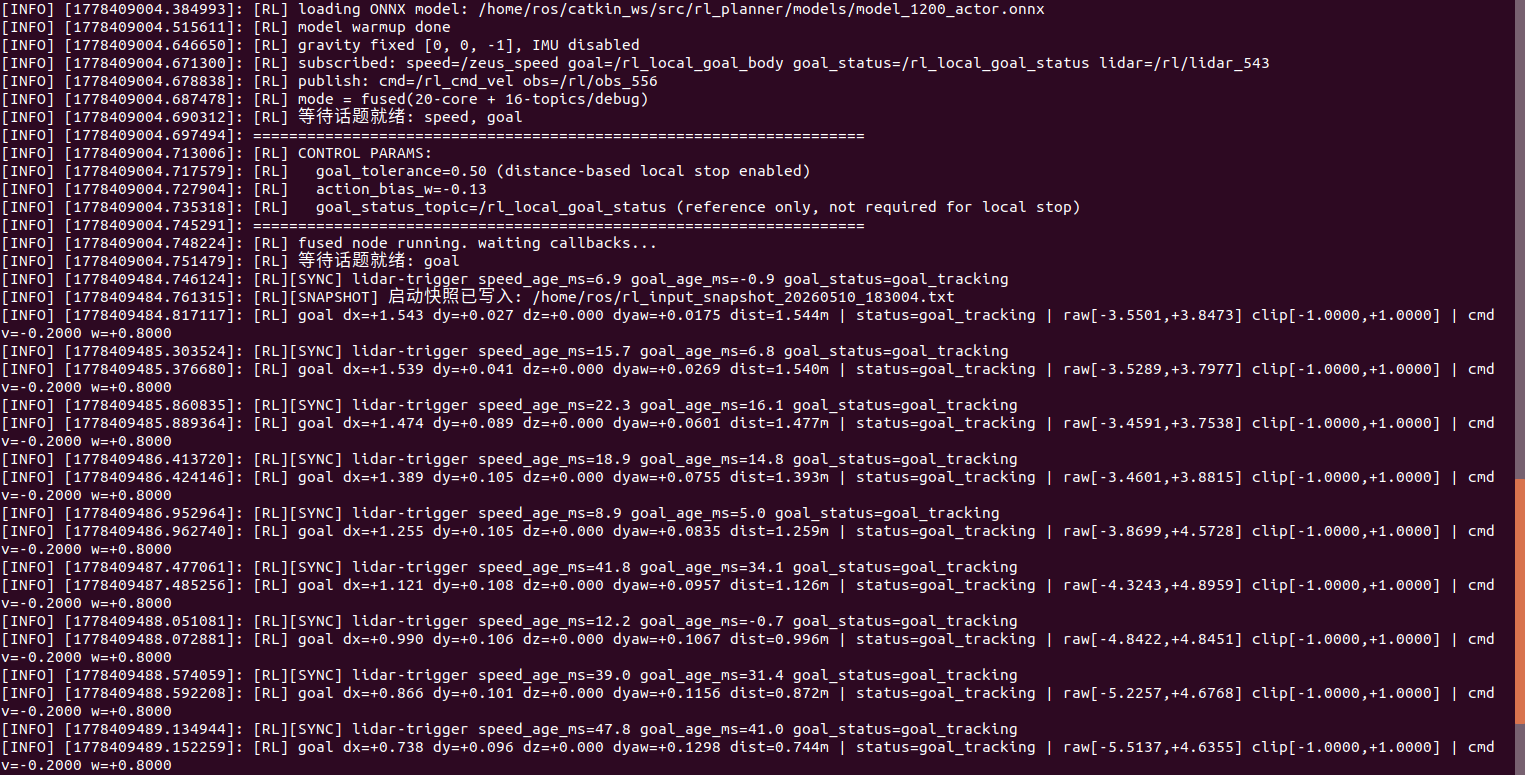 [INFO] [1778409004.384993]: [RL] loading ONNX model: /home/ros/catkin_ws/src/rl_planner/models/model_1200_actor.onnx
[INFO] [1778409004.515611]: [RL] model warmup done
[INFO] [1778409004.646650]: [RL] gravity fixed [0, 0, -1], IMU disabled
[INFO] [1778409004.671300]: [RL] subscribed: speed=/zeus_speed goal=/rl_local_goal_body goal_status=/rl_local_goal_status lidar=/rl/lidar_543
[INFO] [1778409004.678838]: [RL] publish: cmd=/rl_cmd_vel obs=/rl/obs_556
[INFO] [1778409004.687478]: [RL] mode = fused(20-core + 16-topics/debug)
[INFO] [1778409004.690312]: [RL] 等待话题就绪: speed, goal
[INFO] [1778409004.697494]: ====================================================================
[INFO] [1778409004.713006]: [RL] CONTROL PARAMS:
[INFO] [1778409004.717579]: [RL]   goal_tolerance=0.50 (distance-based local stop enabled)
[INFO] [1778409004.727904]: [RL]   action_bias_w=-0.13
[INFO] [1778409004.735318]: [RL]   goal_status_topic=/rl_local_goal_status (reference only, not required for local stop)
[INFO] [1778409004.745291]: ====================================================================
[INFO] [1778409004.748224]: [RL] fused node running. waiting callbacks...
[INFO] [1778409004.751479]: [RL] 等待话题就绪: goal
[INFO] [1778409484.746124]: [RL][SYNC] lidar-trigger speed_age_ms=6.9 goal_age_ms=-0.9 goal_status=goal_tracking
[INFO] [1778409484.761315]: [RL][SNAPSHOT] 启动快照已写入: /home/ros/rl_input_snapshot_20260510_183004.txt
[INFO] [1778409484.817117]: [RL] goal dx=+1.543 dy=+0.027 dz=+0.000 dyaw=+0.0175 dist=1.544m | status=goal_tracking | raw[-3.5501,+3.8473] clip[-1.0000,+1.0000] | cmd
v=-0.2000 w=+0.8000
[INFO] [1778409485.303524]: [RL][SYNC] lidar-trigger speed_age_ms=15.7 goal_age_ms=6.8 goal_status=goal_tracking
[INFO] [1778409485.376680]: [RL] goal dx=+1.539 dy=+0.041 dz=+0.000 dyaw=+0.0269 dist=1.540m | status=goal_tracking | raw[-3.5289,+3.7977] clip[-1.0000,+1.0000] | cmd
v=-0.2000 w=+0.8000
[INFO] [1778409485.860835]: [RL][SYNC] lidar-trigger speed_age_ms=22.3 goal_age_ms=16.1 goal_status=goal_tracking
[INFO] [1778409485.889364]: [RL] goal dx=+1.474 dy=+0.089 dz=+0.000 dyaw=+0.0601 dist=1.477m | status=goal_tracking | raw[-3.4591,+3.7538] clip[-1.0000,+1.0000] | cmd
v=-0.2000 w=+0.8000
[INFO] [1778409486.413720]: [RL][SYNC] lidar-trigger speed_age_ms=18.9 goal_age_ms=14.8 goal_status=goal_tracking
[INFO] [1778409486.424146]: [RL] goal dx=+1.389 dy=+0.105 dz=+0.000 dyaw=+0.0755 dist=1.393m | status=goal_tracking | raw[-3.4601,+3.8815] clip[-1.0000,+1.0000] | cmd
v=-0.2000 w=+0.8000
[INFO] [1778409486.952964]: [RL][SYNC] lidar-trigger speed_age_ms=8.9 goal_age_ms=5.0 goal_status=goal_tracking
[INFO] [1778409486.962740]: [RL] goal dx=+1.255 dy=+0.105 dz=+0.000 dyaw=+0.0835 dist=1.259m | status=goal_tracking | raw[-3.8699,+4.5728] clip[-1.0000,+1.0000] | cmd
v=-0.2000 w=+0.8000
[INFO] [1778409487.477061]: [RL][SYNC] lidar-trigger speed_age_ms=41.8 goal_age_ms=34.1 goal_status=goal_tracking
[INFO] [1778409487.485256]: [RL] goal dx=+1.121 dy=+0.108 dz=+0.000 dyaw=+0.0957 dist=1.126m | status=goal_tracking | raw[-4.3243,+4.8959] clip[-1.0000,+1.0000] | cmd
v=-0.2000 w=+0.8000
[INFO] [1778409488.051081]: [RL][SYNC] lidar-trigger speed_age_ms=12.2 goal_age_ms=-0.7 goal_status=goal_tracking
[INFO] [1778409488.072881]: [RL] goal dx=+0.990 dy=+0.106 dz=+0.000 dyaw=+0.1067 dist=0.996m | status=goal_tracking | raw[-4.8422,+4.8451] clip[-1.0000,+1.0000] | cmd
v=-0.2000 w=+0.8000
[INFO] [1778409488.574059]: [RL][SYNC] lidar-trigger speed_age_ms=39.0 goal_age_ms=31.4 goal_status=goal_tracking
[INFO] [1778409488.592208]: [RL] goal dx=+0.866 dy=+0.101 dz=+0.000 dyaw=+0.1156 dist=0.872m | status=goal_tracking | raw[-5.2257,+4.6768] clip[-1.0000,+1.0000] | cmd
v=-0.2000 w=+0.8000
[INFO] [1778409489.134944]: [RL][SYNC] lidar-trigger speed_age_ms=47.8 goal_age_ms=41.0 goal_status=goal_tracking
[INFO] [1778409489.152259]: [RL] goal dx=+0.738 dy=+0.096 dz=+0.000 dyaw=+0.1298 dist=0.744m | status=goal_tracking | raw[-5.5137,+4.6355] clip[-1.0000,+1.0000] | cmd
v=-0.2000 w=+0.8000